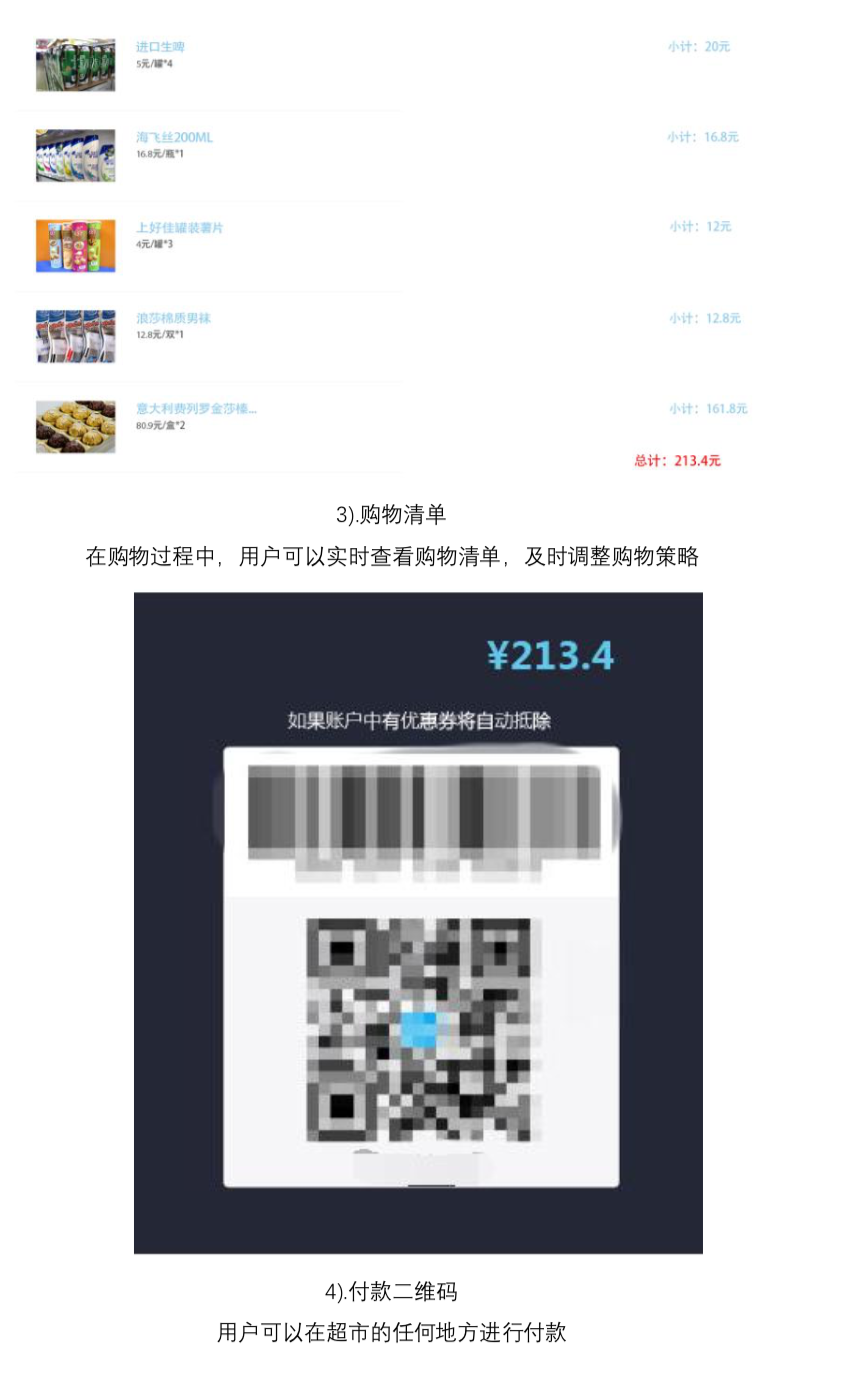 进口生啤
小计：20元
5元/罐*4
海飞丝200ML
小计：16.8元
16.8元/瓶*1
上好佳罐装薯片
小计：12元
4元/罐*3
浪莎棉质男袜
小计：12.8元
12.8元/双*1
意大利费列罗金莎榛...
小计：161.8元
80.9元/盒*2
总计：213.4元
3).购物清单
在购物过程中，用户可以实时查看购物清单，及时调整购物策略
¥213.4
如果账户中有优惠券将自动抵除
4).付款二维码
用户可以在超市的任何地方进行付款